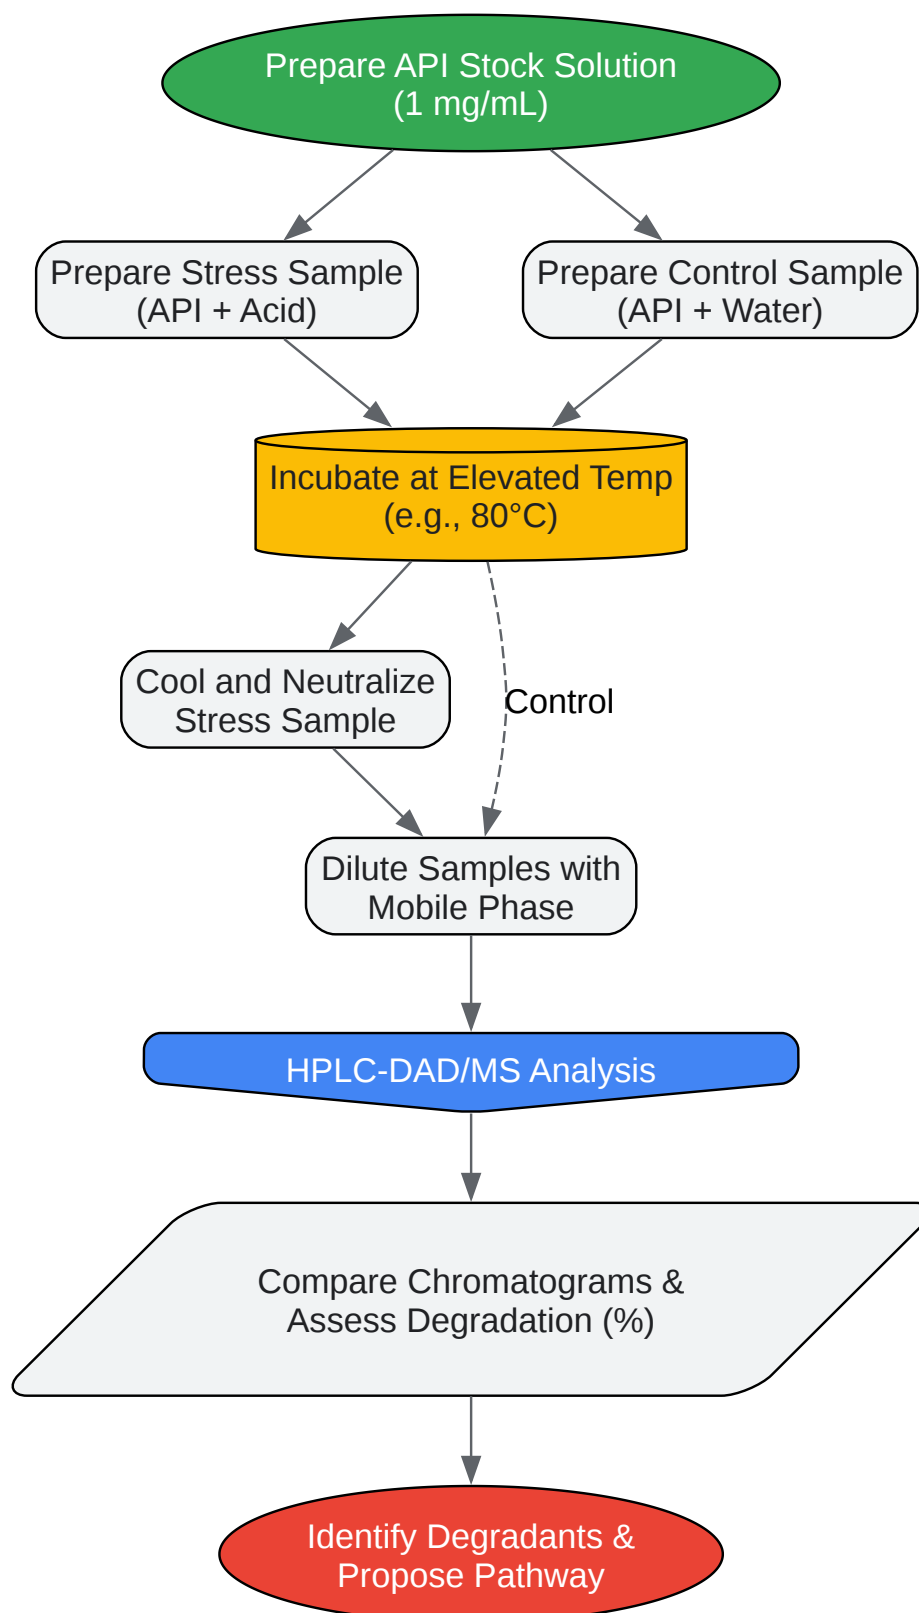 Prepare API Stock Solution
(1 mg/mL)
Prepare Stress Sample
(API + Acid)
Prepare Control Sample
(API + Water)
Incubate at Elevated Temp
(e.g., 80°C)
Cool and Neutralize
Stress Sample
Control
Dilute Samples with
Mobile Phase
HPLC-DAD/MS Analysis
Compare Chromatograms &
Assess Degradation (%)
Identify Degradants &
Propose Pathway